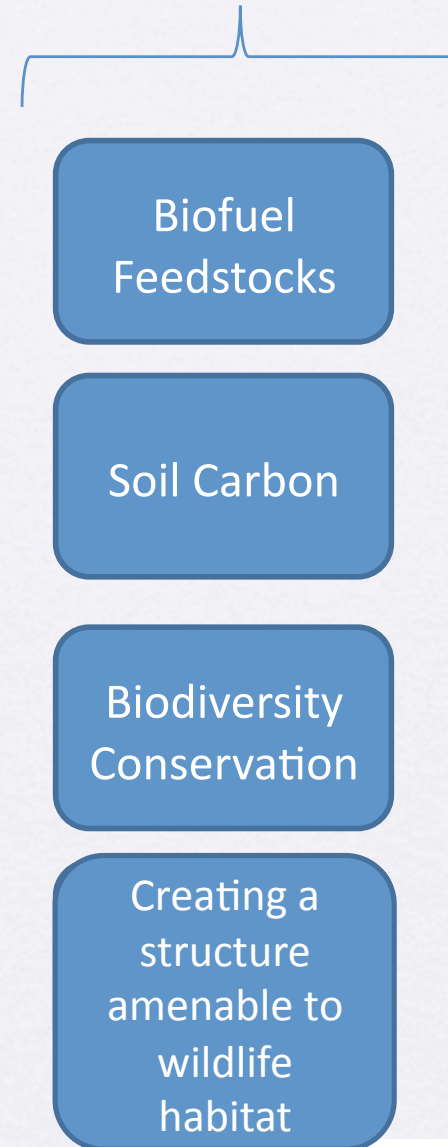 Biofuel
Feedstocks
Soil Carbon
Biodiversity
Conservation
Creating a
structure
amenable to
wildlife
habitat